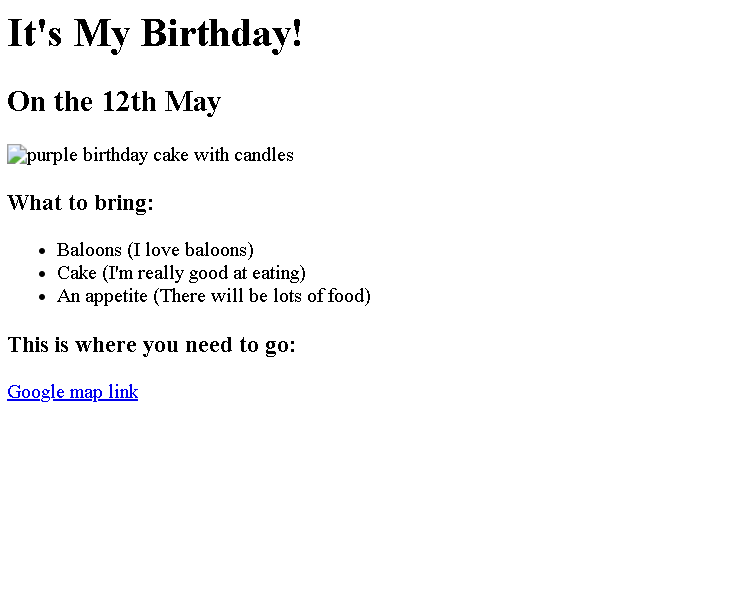 It's My Birthday!
On the 12th May
purple birthday cake with candles
What to bring:
Baloons (I love baloons)
Cake (I'm really good at eating)
An appetite (There will be lots of food)
This is where you need to go:
Google map link